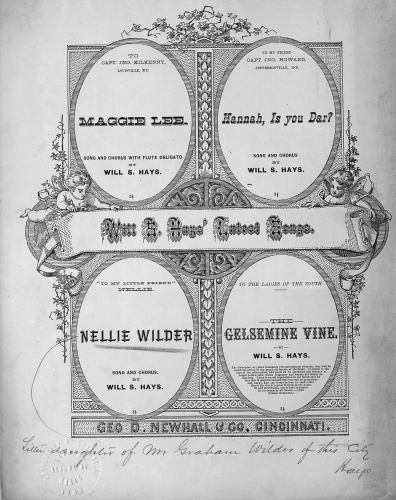 TO
CAPT. JNO. KILKENNY,
LOUISVILLE, KY.
MAGGIE LEE.
SONG AND CHORUS WITH FLUTE OBLIGATO
BY
WILL S. HAYS.
TO MY FRIEND
CAPT. JNO. HOWARD,
JEFFERSONVILLE, IND.
Hannah, Is you Dar?
SONG AND CHORUS
BY
WILL S. HAYS.
Will S. Hays' Latest Songs.
"TO MY LITTLE FRIEND"
NELLIE.
NELLIE WILDER
SONG AND CHORUS.
BY
WILL S. HAYS.
TO THE LADIES OF THE SOUTH
THE
GELSEMINE VINE.
BY
WILL S. HAYS.
GEO. D. NEWHALL & CO. CINCINNATI.
Little daughter of Mr Graham Wilder of this City
Hays